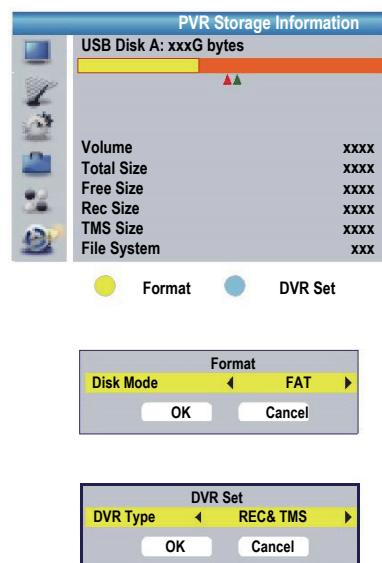 PVR Storage Information
USB Disk A: xxxG bytes
Volume xxxx
Total Size xxxx
Free Size xxxx
Rec Size xxxx
TMS Size xxxx
File System xxx
Format DVR Set
Format
Disk Mode FAT
OK Cancel
DVR Set
DVR Type REC& TMS
OK Cancel